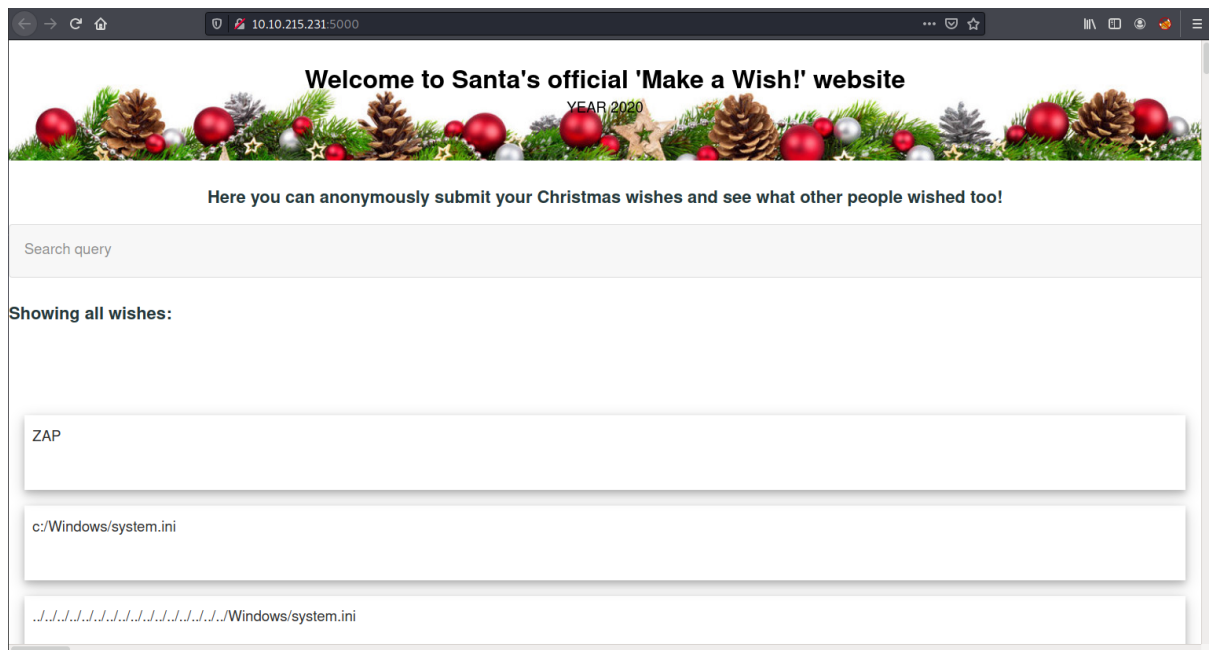 10.10.215.231:5000
Welcome to Santa's official 'Make a Wish!' website
YEAR 2020
Here you can anonymously submit your Christmas wishes and see what other people wished too!
Search query
Showing all wishes:
ZAP
c:/Windows/system.ini
../../../../../../../../../../../../../../../../Windows/system.ini